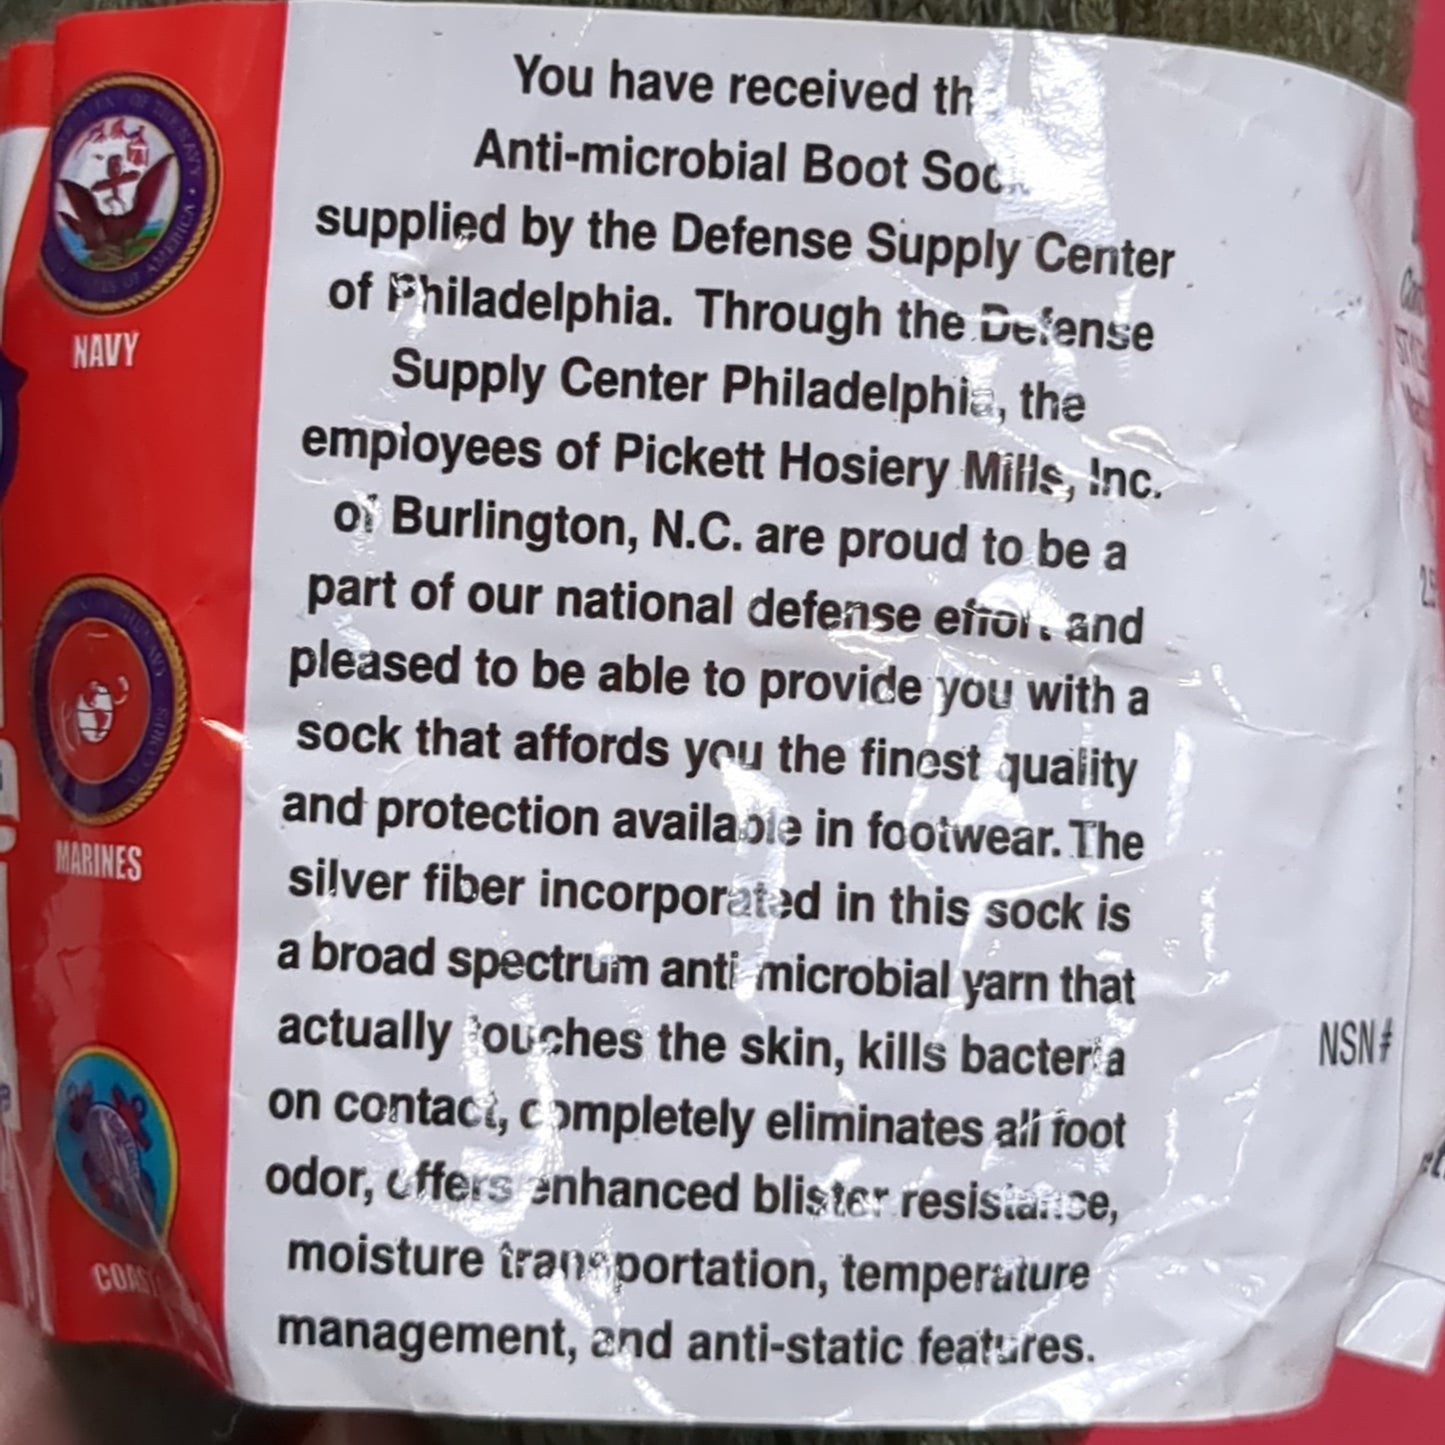 You have received
Anti-microbial Boot
supplied by the Defense Supply Center
of Philadelphia. Through the Defense
Supply Center Philadelphia, the
employees of Pickett Hosiery Mills, Inc.
of Burlington, N.C. are proud to be a
part of our national defense effort and
pleased to be able to provide you with a
sock that affords you the finest quality
and protection available in footwear. The
silver fiber incorporated in this sock is
a broad spectrum anti-microbial yarn that
actually touches the skin, kills bacteria
on contact, completely eliminates all foot
odor, offers enhanced blister resistance,
moisture transportation, temperature
management, and anti-static features.
NAVY
MARINES
NSN#